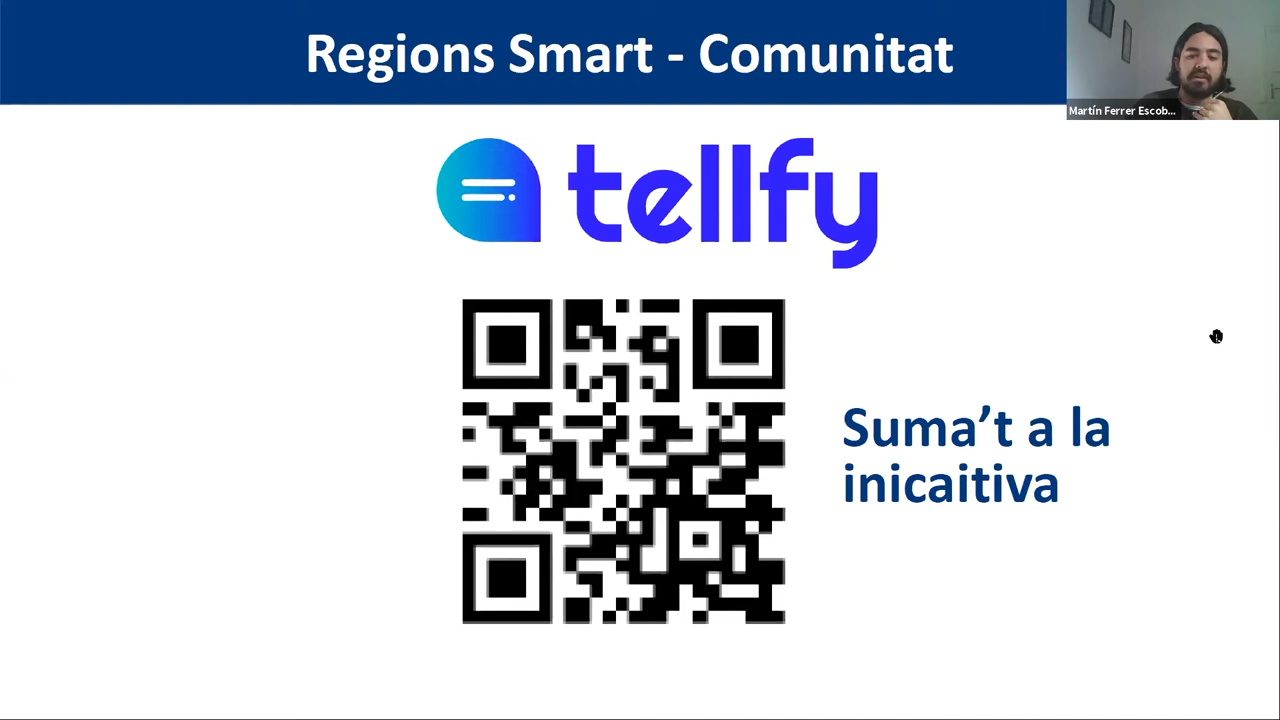 Regions Smart - Comunitat
Martín Ferrer Escob...
tellfy
Suma’t a la
inicaitiva